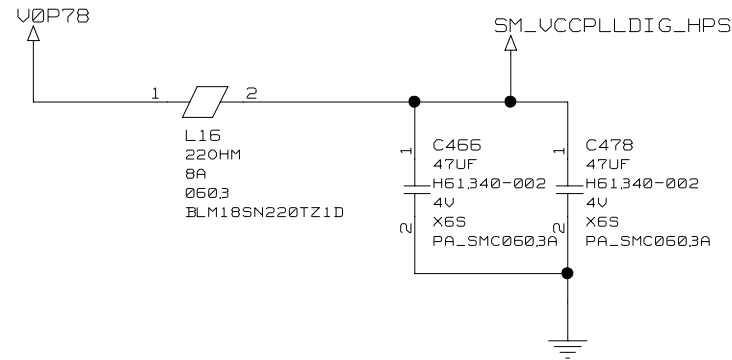 V0P78
SM_VCCPLLDIG_HPS
1
2
L16
220HM
8A
0603
BLM18SN220TZ1D
1
C466
47UF
H61340-002
4V
X6S
PA_SMC0603A
2
1
C478
47UF
H61340-002
4V
X6S
PA_SMC0603A
2